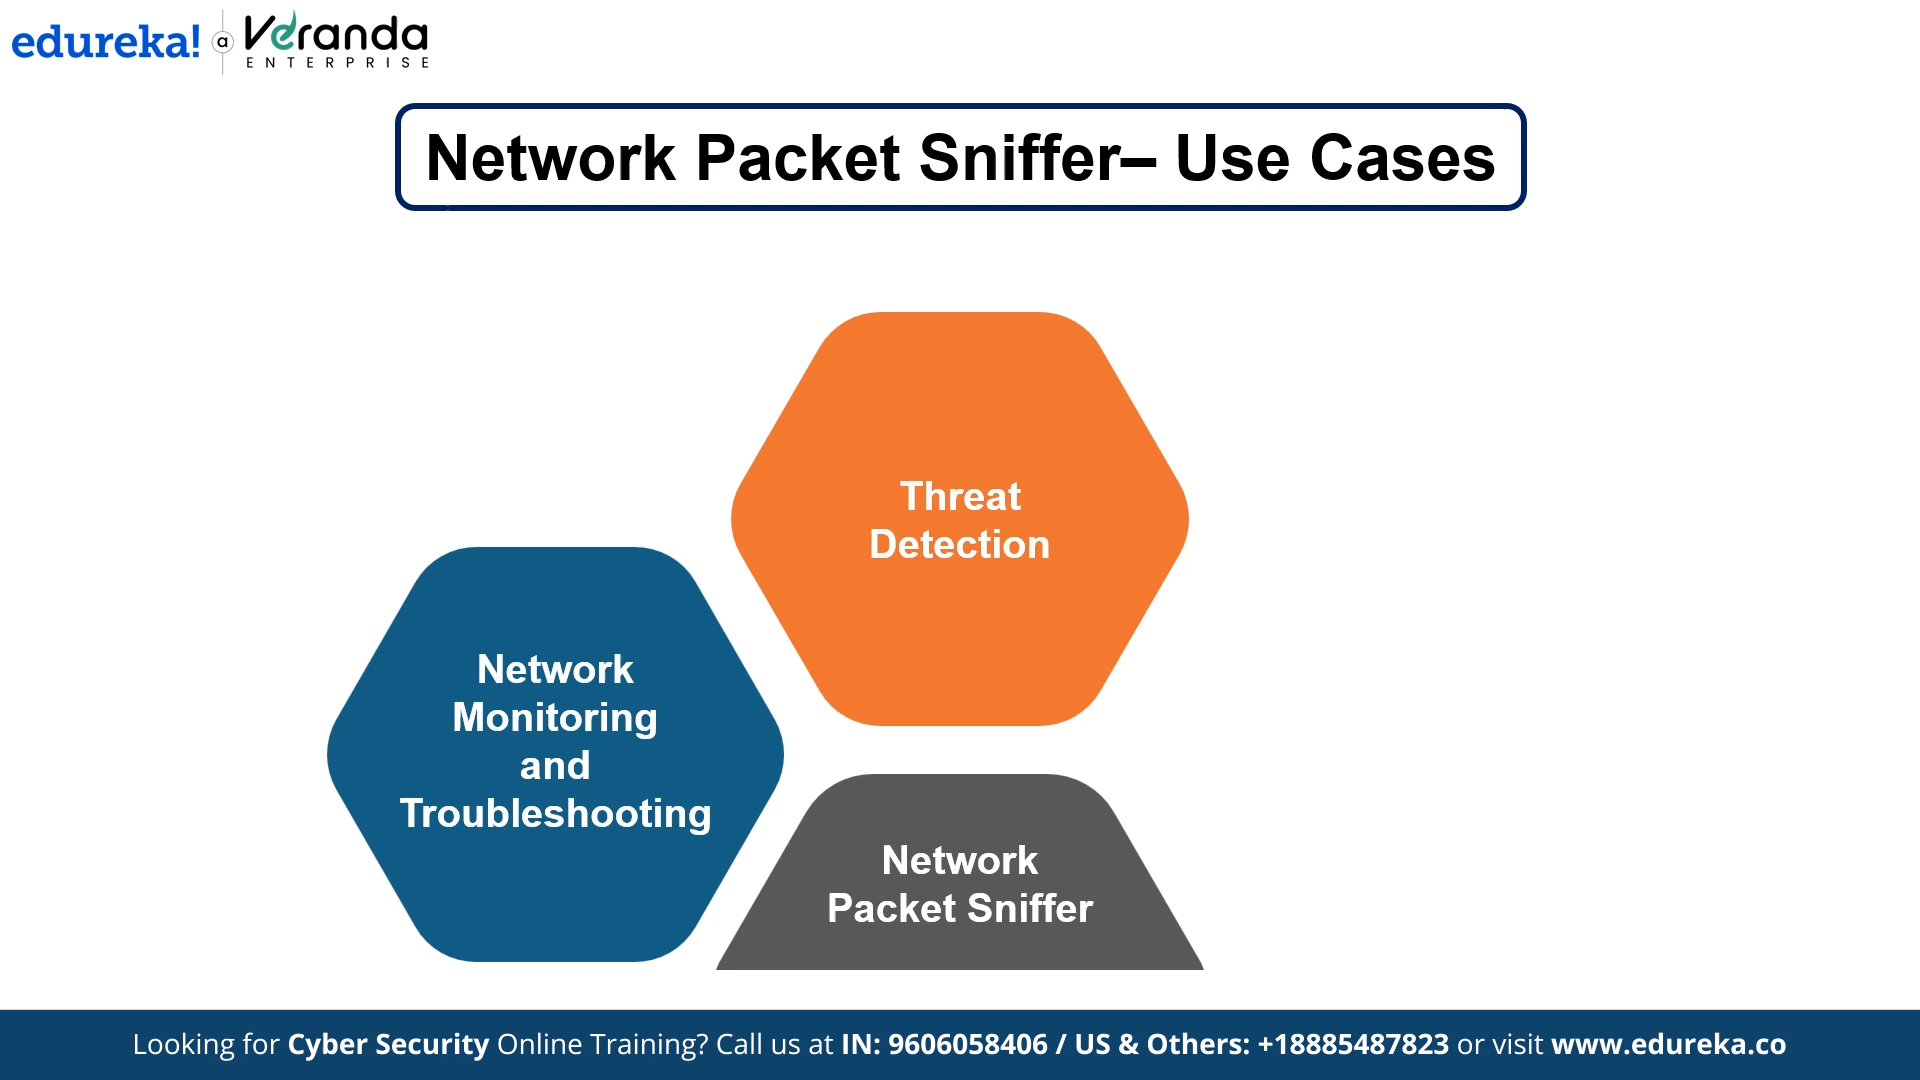 edureka! a Veranda
ENTERPRISE
Network Packet Sniffer– Use Cases
Threat
Detection
Network
Monitoring
and
Troubleshooting
Network
Packet Sniffer
Looking for Cyber Security Online Training? Call us at IN: 9606058406 / US & Others: +18885487823 or visit www.edureka.co